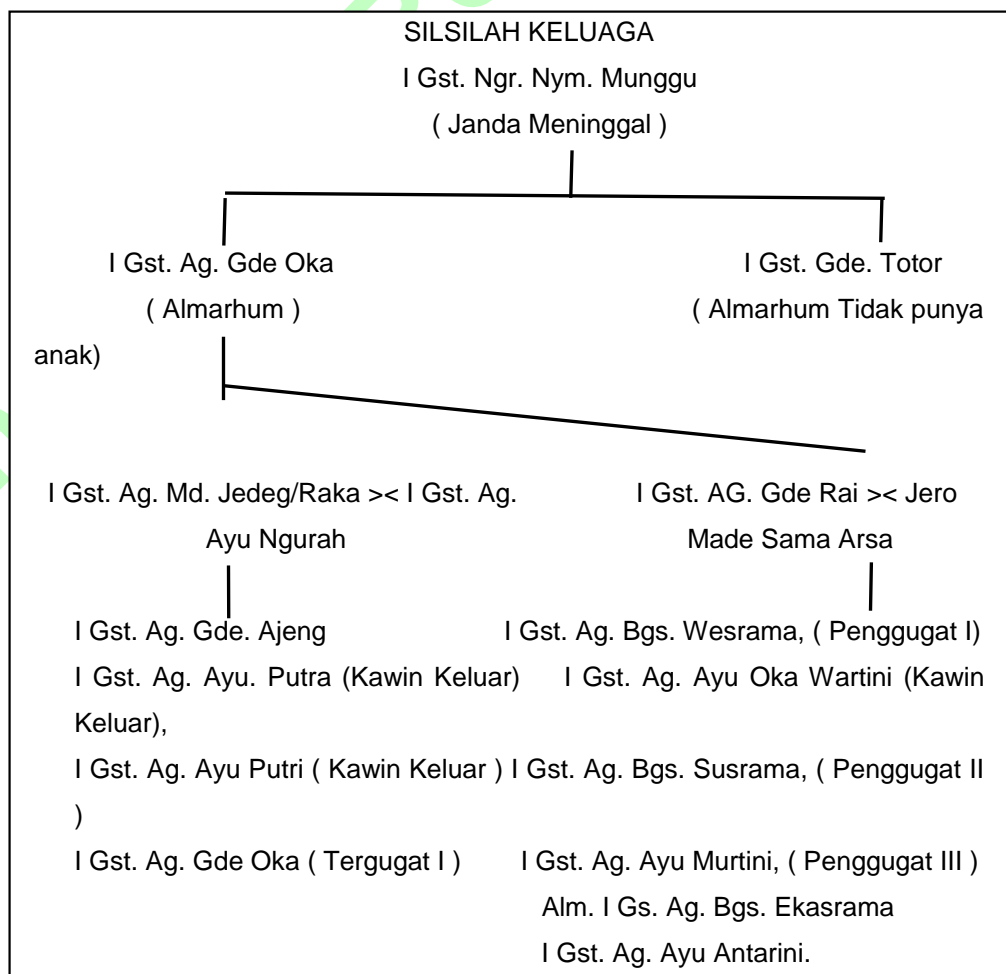 SILSILAH KELUAGA
I Gst. Ngr. Nym. Munggu
( Janda Meninggal )
I Gst. Ag. Gde Oka I Gst. Gde. Totor
( Almarhum ) ( Almarhum Tidak punya
anak)
I Gst. Ag. Md. Jedeg/Raka >< I Gst. Ag. I Gst. AG. Gde Rai >< Jero
Ayu Ngurah Made Sama Arsa
I Gst. Ag. Gde. Ajeng I Gst. Ag. Bgs. Wesrama, ( Penggugat I)
I Gst. Ag. Ayu. Putra (Kawin Keluar) I Gst. Ag. Ayu Oka Wartini (Kawin
Keluar),
I Gst. Ag. Ayu Putri ( Kawin Keluar ) I Gst. Ag. Bgs. Susrama, ( Penggugat II
)
I Gst. Ag. Gde Oka ( Tergugat I ) I Gst. Ag. Ayu Murtini, ( Penggugat III )
Alm. I Gs. Ag. Bgs. Ekasrama
I Gst. Ag. Ayu Antarini.